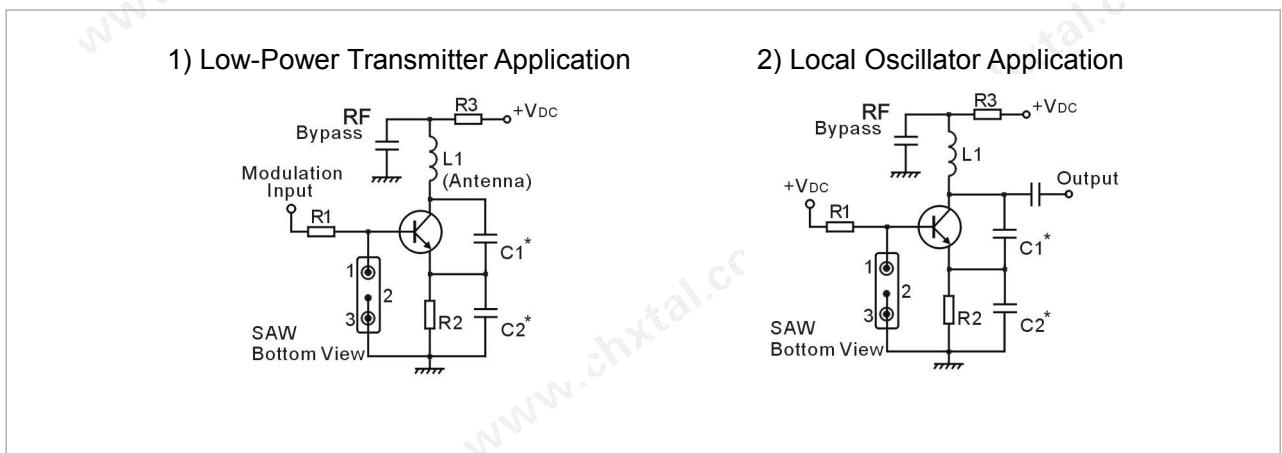 1) Low-Power Transmitter Application
RF
Bypass
R3
+VDC
L1
(Antenna)
Modulation
Input
R1
C1*
1
2
3
R2
C2*
SAW
Bottom View
2) Local Oscillator Application
RF
Bypass
R3
+VDC
L1
Output
+VDC
R1
C1*
1
2
3
R2
C2*
SAW
Bottom View
www.chxtal.cc